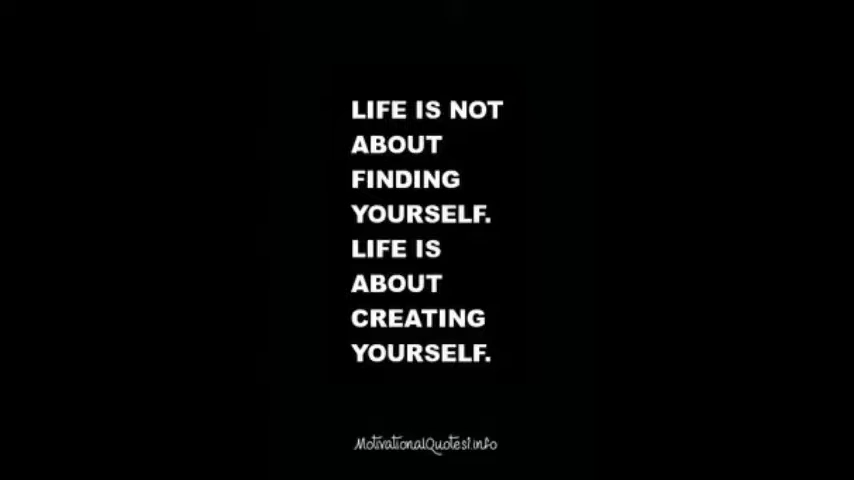 LIFE IS NOT
ABOUT
FINDING
YOURSELF.
LIFE IS
ABOUT
CREATING
YOURSELF.
MotivationalQuotes1.info